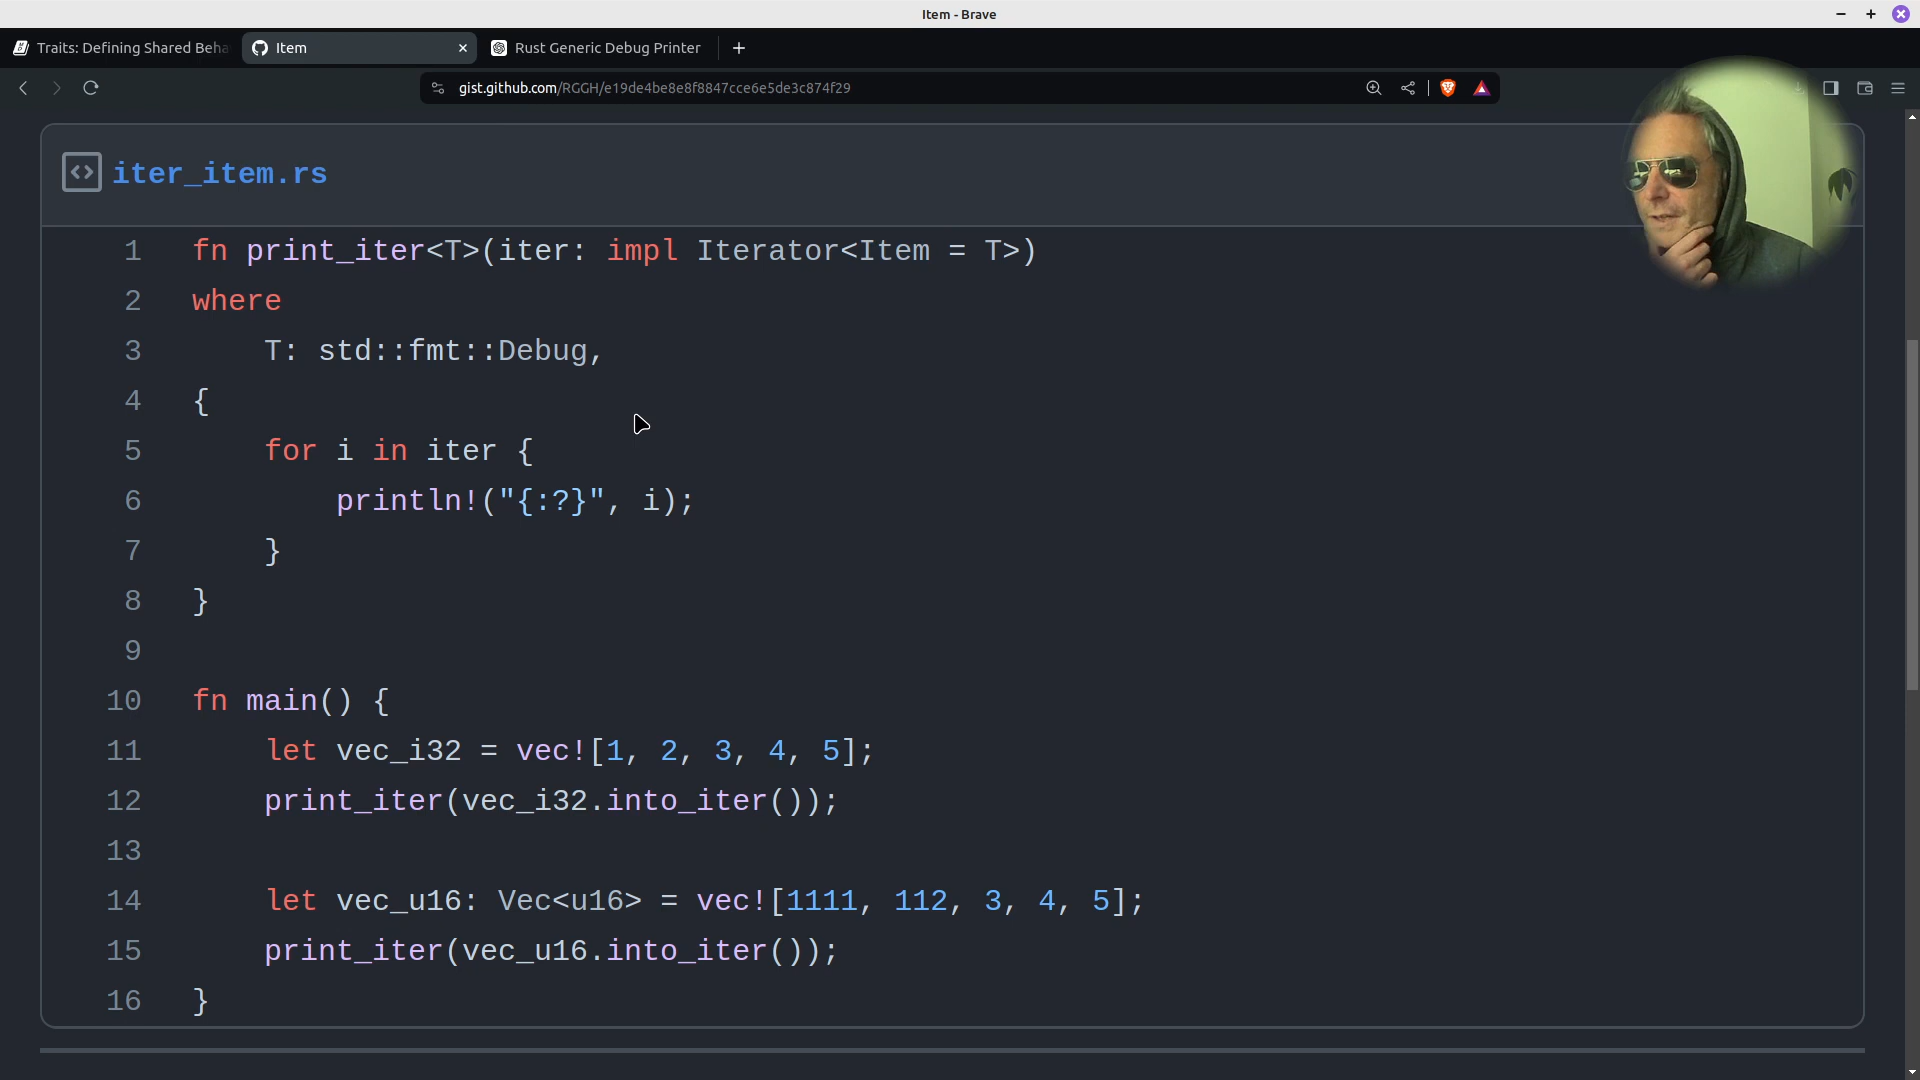 Item - Brave
Traits: Defining Shared Beha
Item
Rust Generic Debug Printer
gist.github.com/RGGH/e19de4be8e8f8847cce6e5de3c874f29
iter_item.rs
1 fn print_iter<T>(iter: impl Iterator<Item = T>)
2 where
3     T: std::fmt::Debug,
4 {
5     for i in iter {
6         println!("{:?}", i);
7     }
8 }
9
10 fn main() {
11     let vec_i32 = vec![1, 2, 3, 4, 5];
12     print_iter(vec_i32.into_iter());
13
14     let vec_u16: Vec<u16> = vec![1111, 112, 3, 4, 5];
15     print_iter(vec_u16.into_iter());
16 }